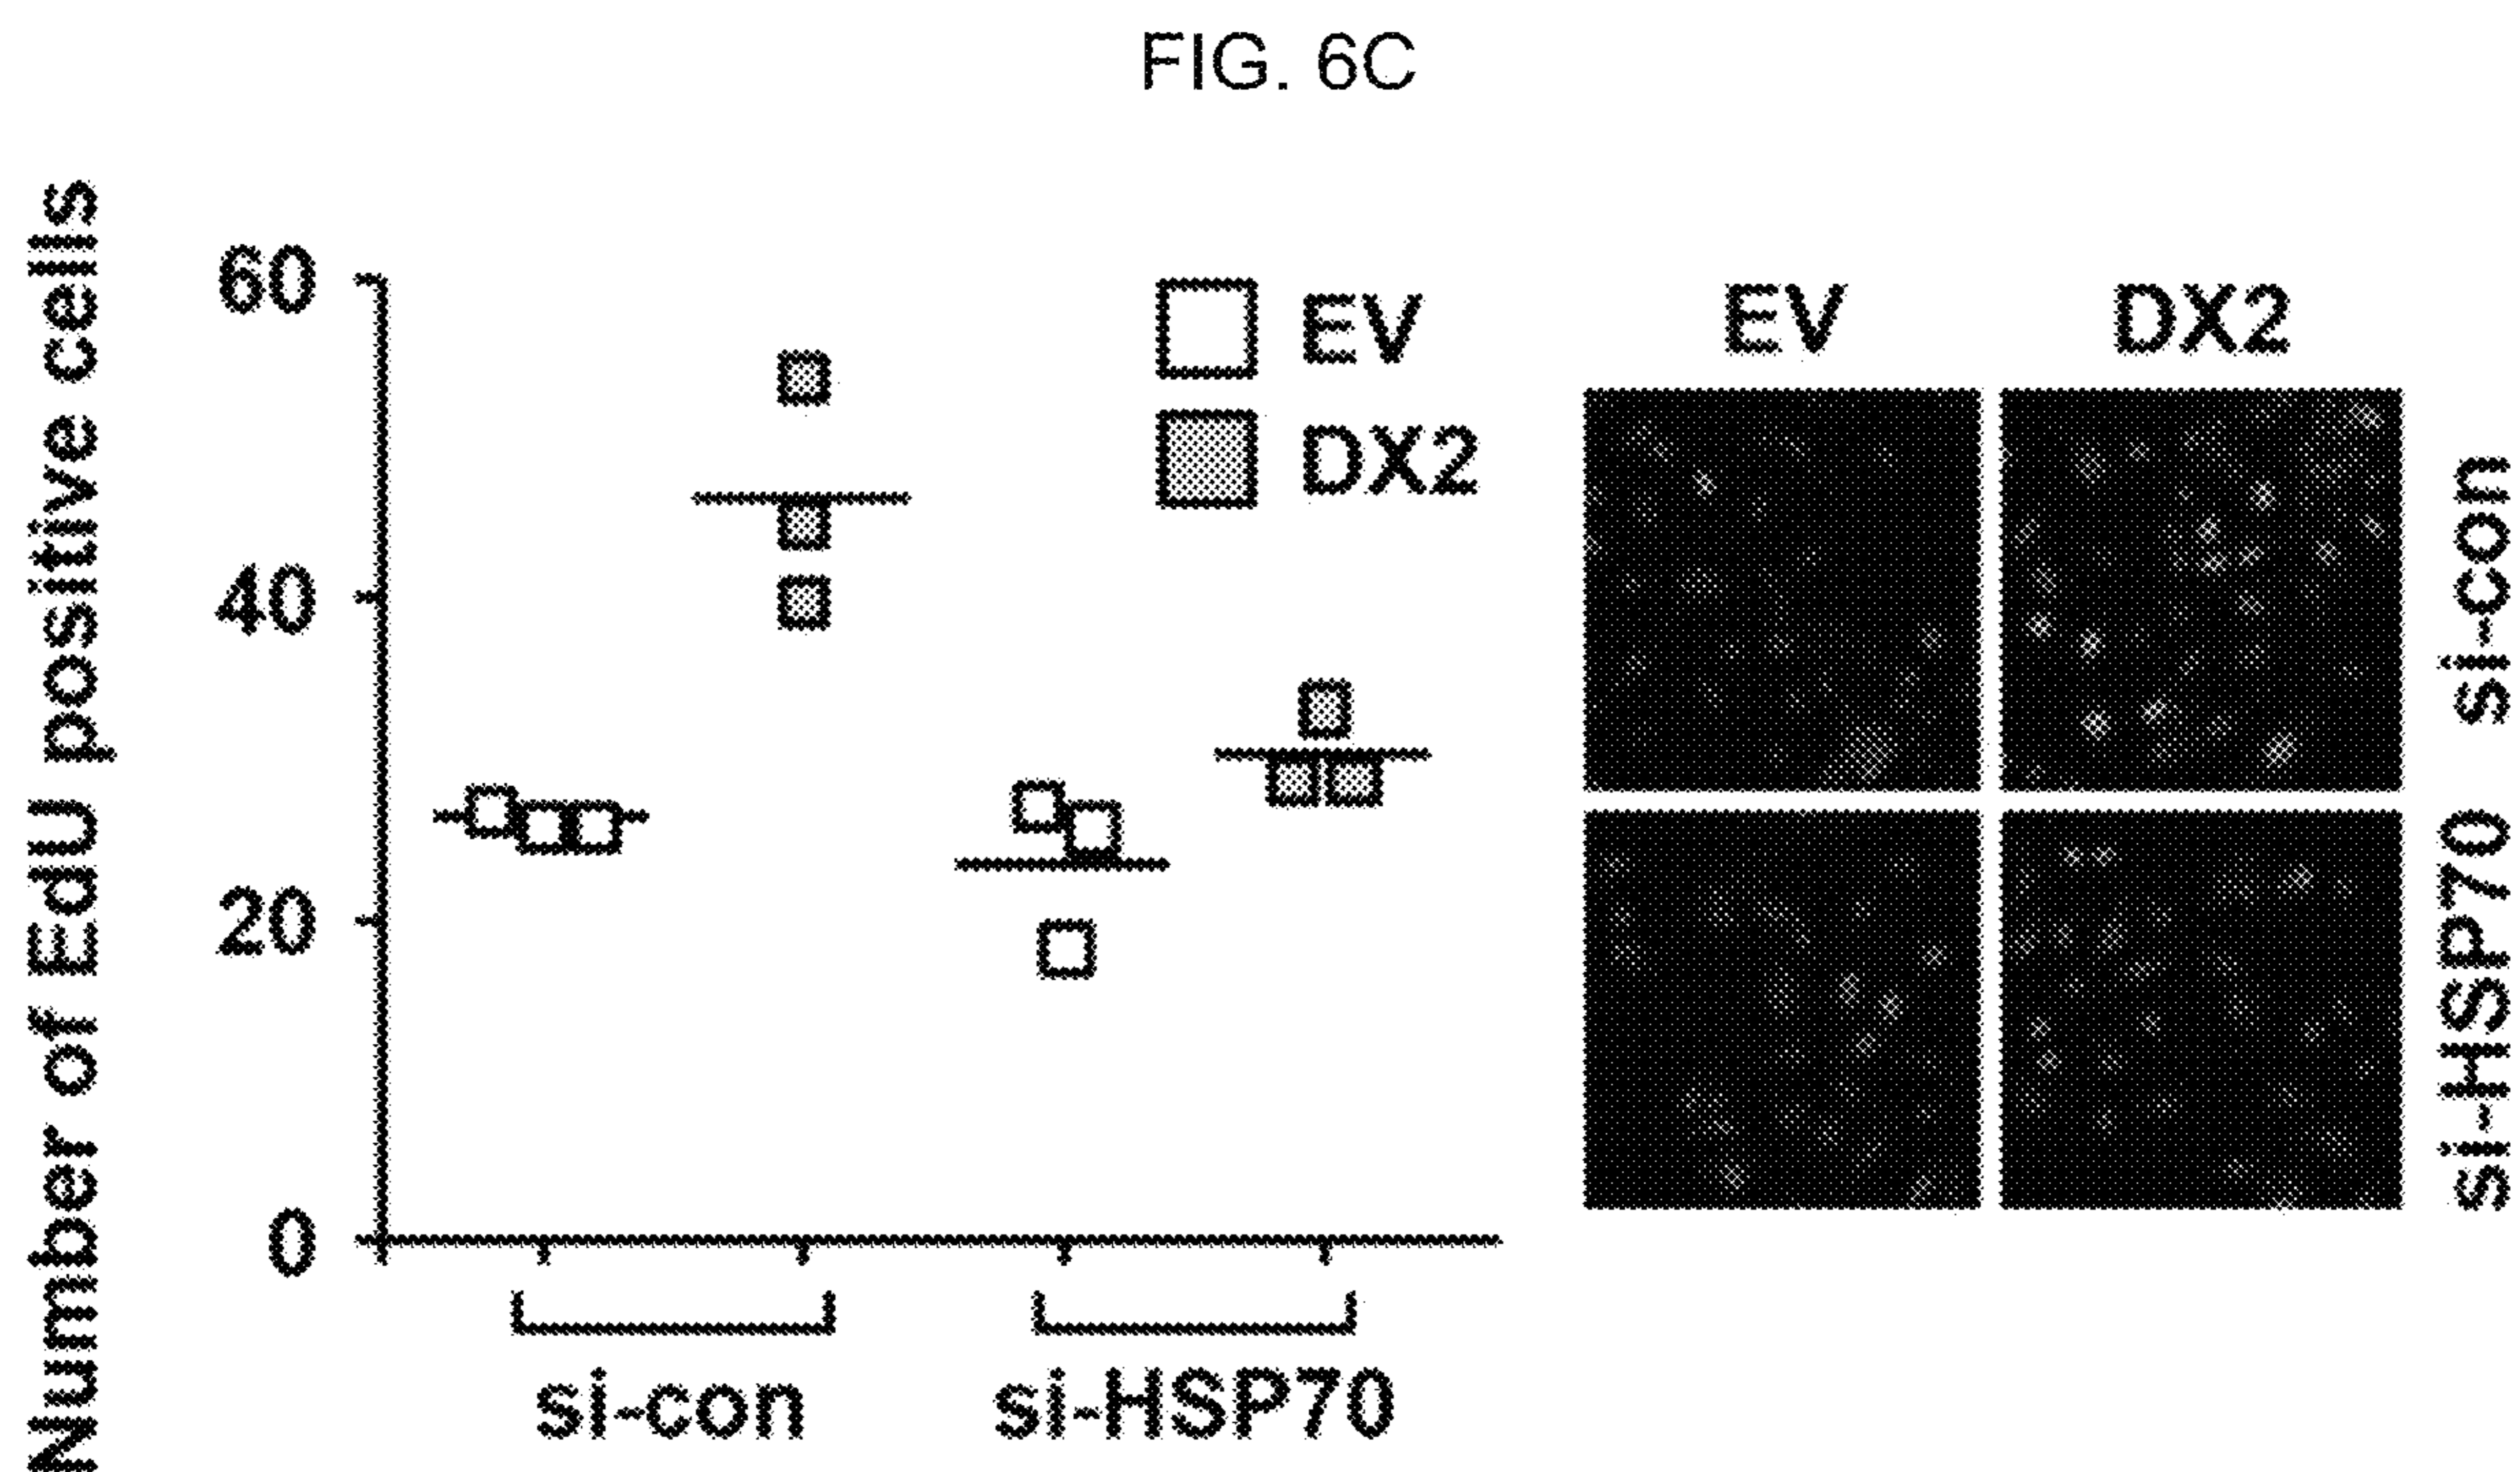 FIG. 6C
Number of EdU positive cells
60
40
20
0
EV
DX2
si-con
si-HSP70
EV
DX2
si-con
si-HSP70